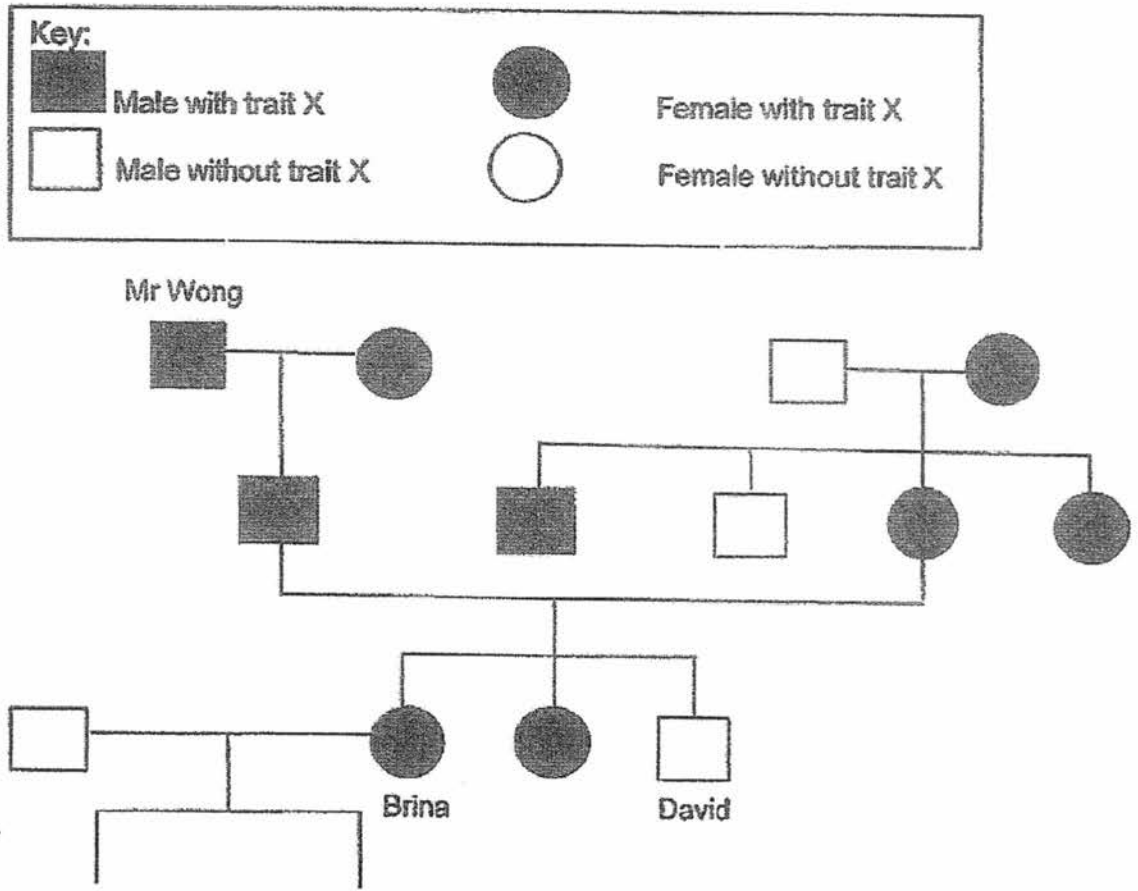 Key:
Male with trait X
Female with trait X
Male without trait X
Female without trait X
Mr Wong
Brina
David